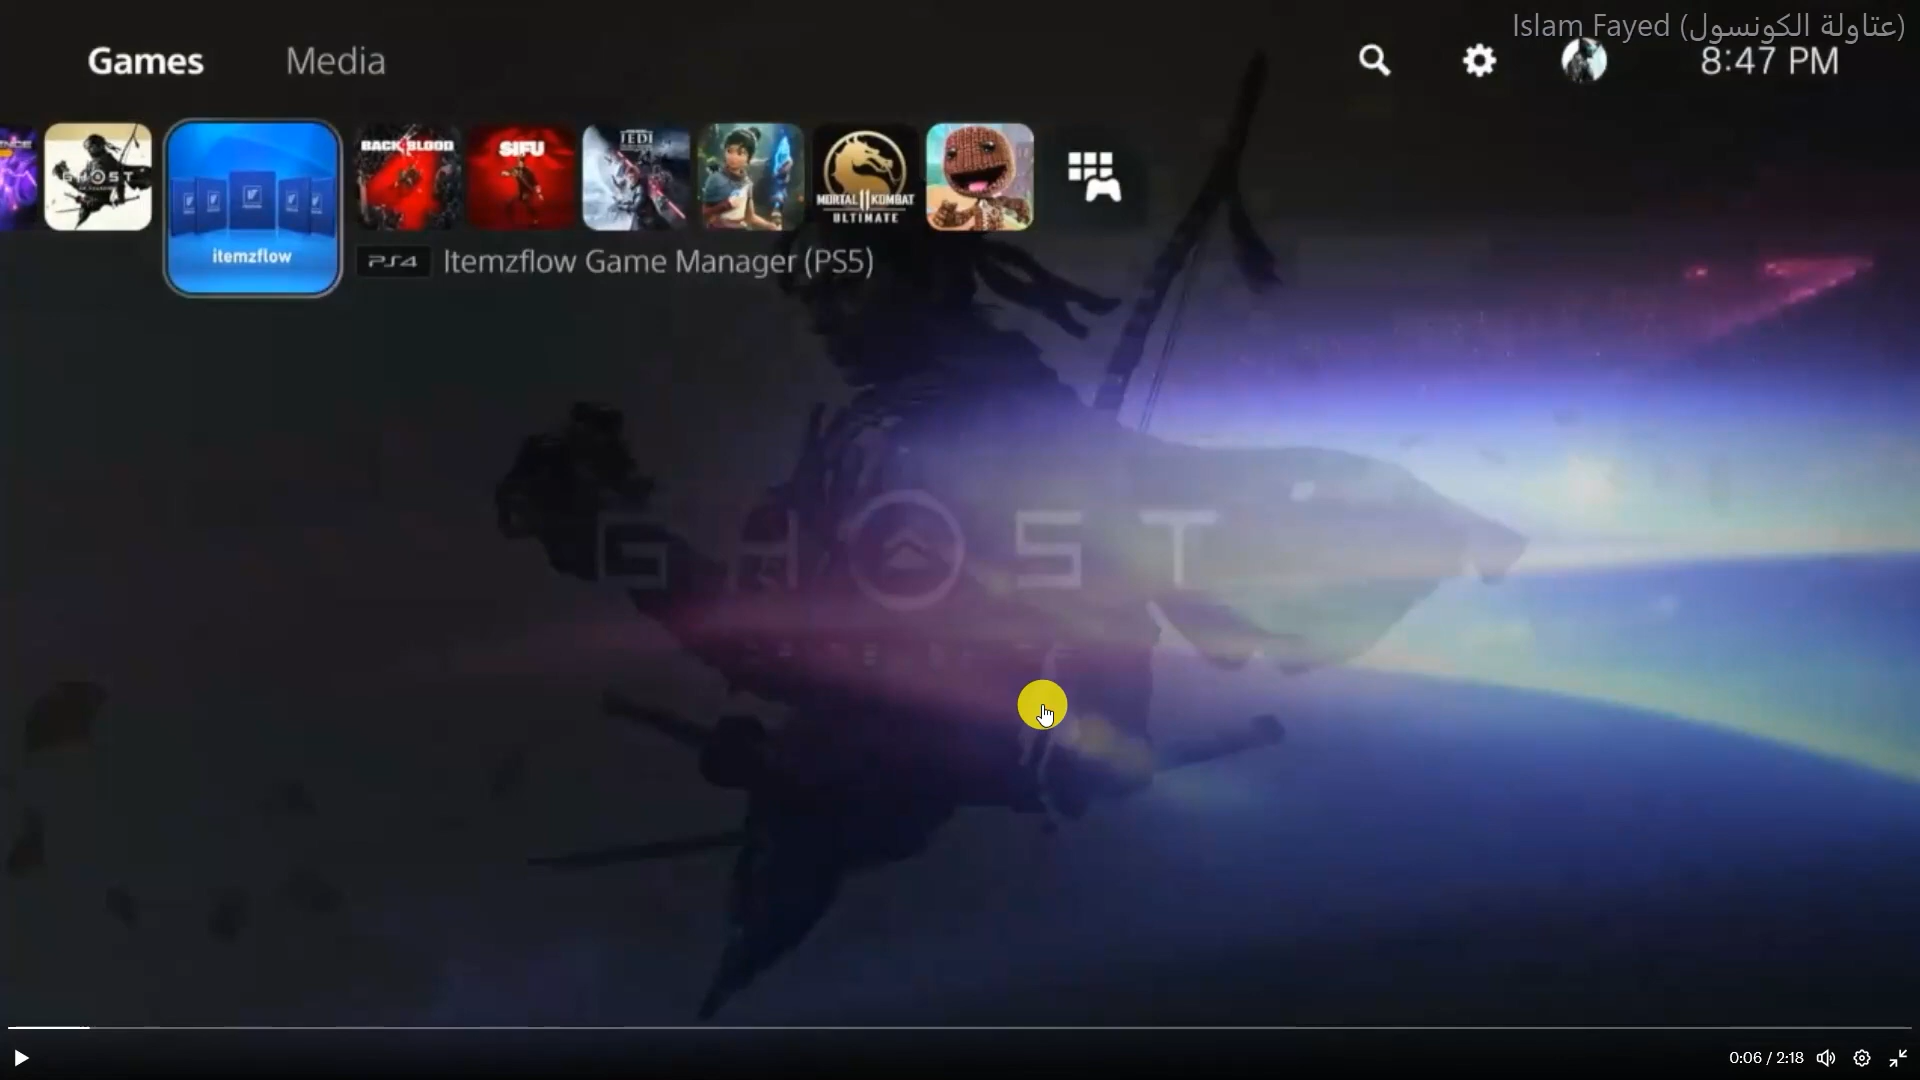 Islam Fayed (عتاولة الكونسول)
Games Media 8:47 PM
GHOST
BACK BLOOD
SIFU
JEDI
MORTAL KOMBAT
ULTIMATE
itemzflow
PS4 Itemzflow Game Manager (PS5)
GHOST
0:06 / 2:18